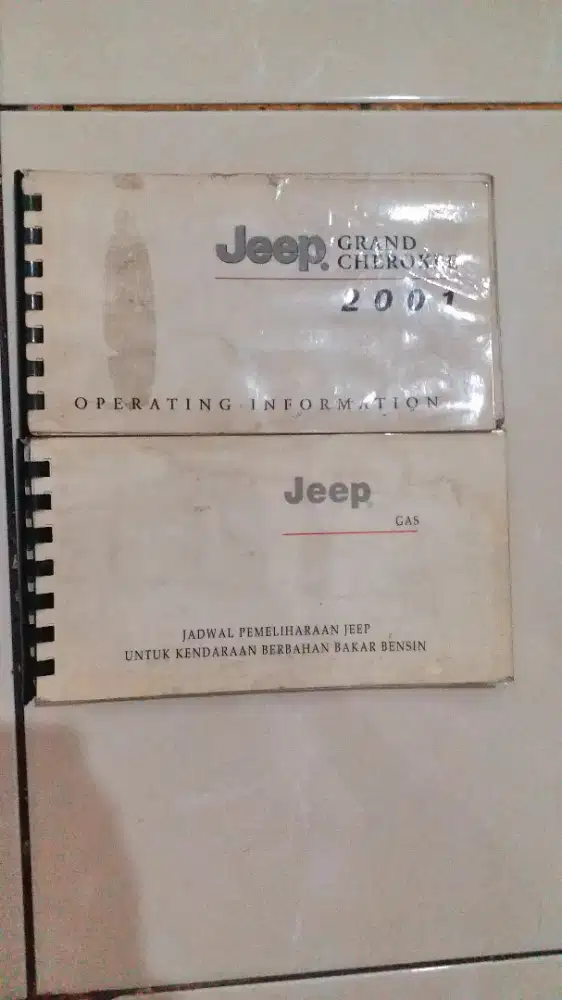 Jeep GRAND
CHEROKEE
2001
OPERATING INFORMATION
Jeep
GAS
JADWAL PEMELIHARAAN JEEP
UNTUK KENDARAAN BERBAHAN BAKAR BENSIN